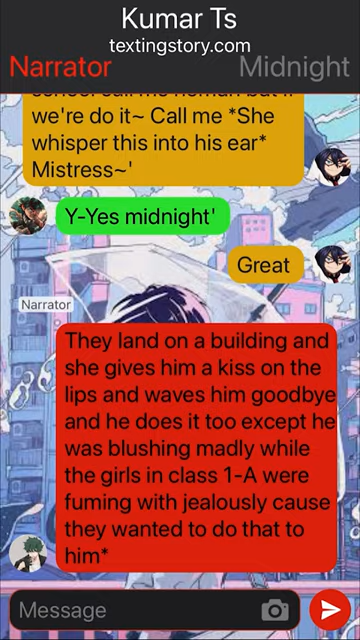 Kumar Ts
textingstory.com
Narrator
Midnight
we're do it~ Call me *She
whisper this into his ear*
Mistress~'
Y-Yes midnight'
Great
Narrator
They land on a building and
she gives him a kiss on the
lips and waves him goodbye
and he does it too except he
was blushing madly while
the girls in class 1-A were
fuming with jealously cause
they wanted to do that to
him*
Message